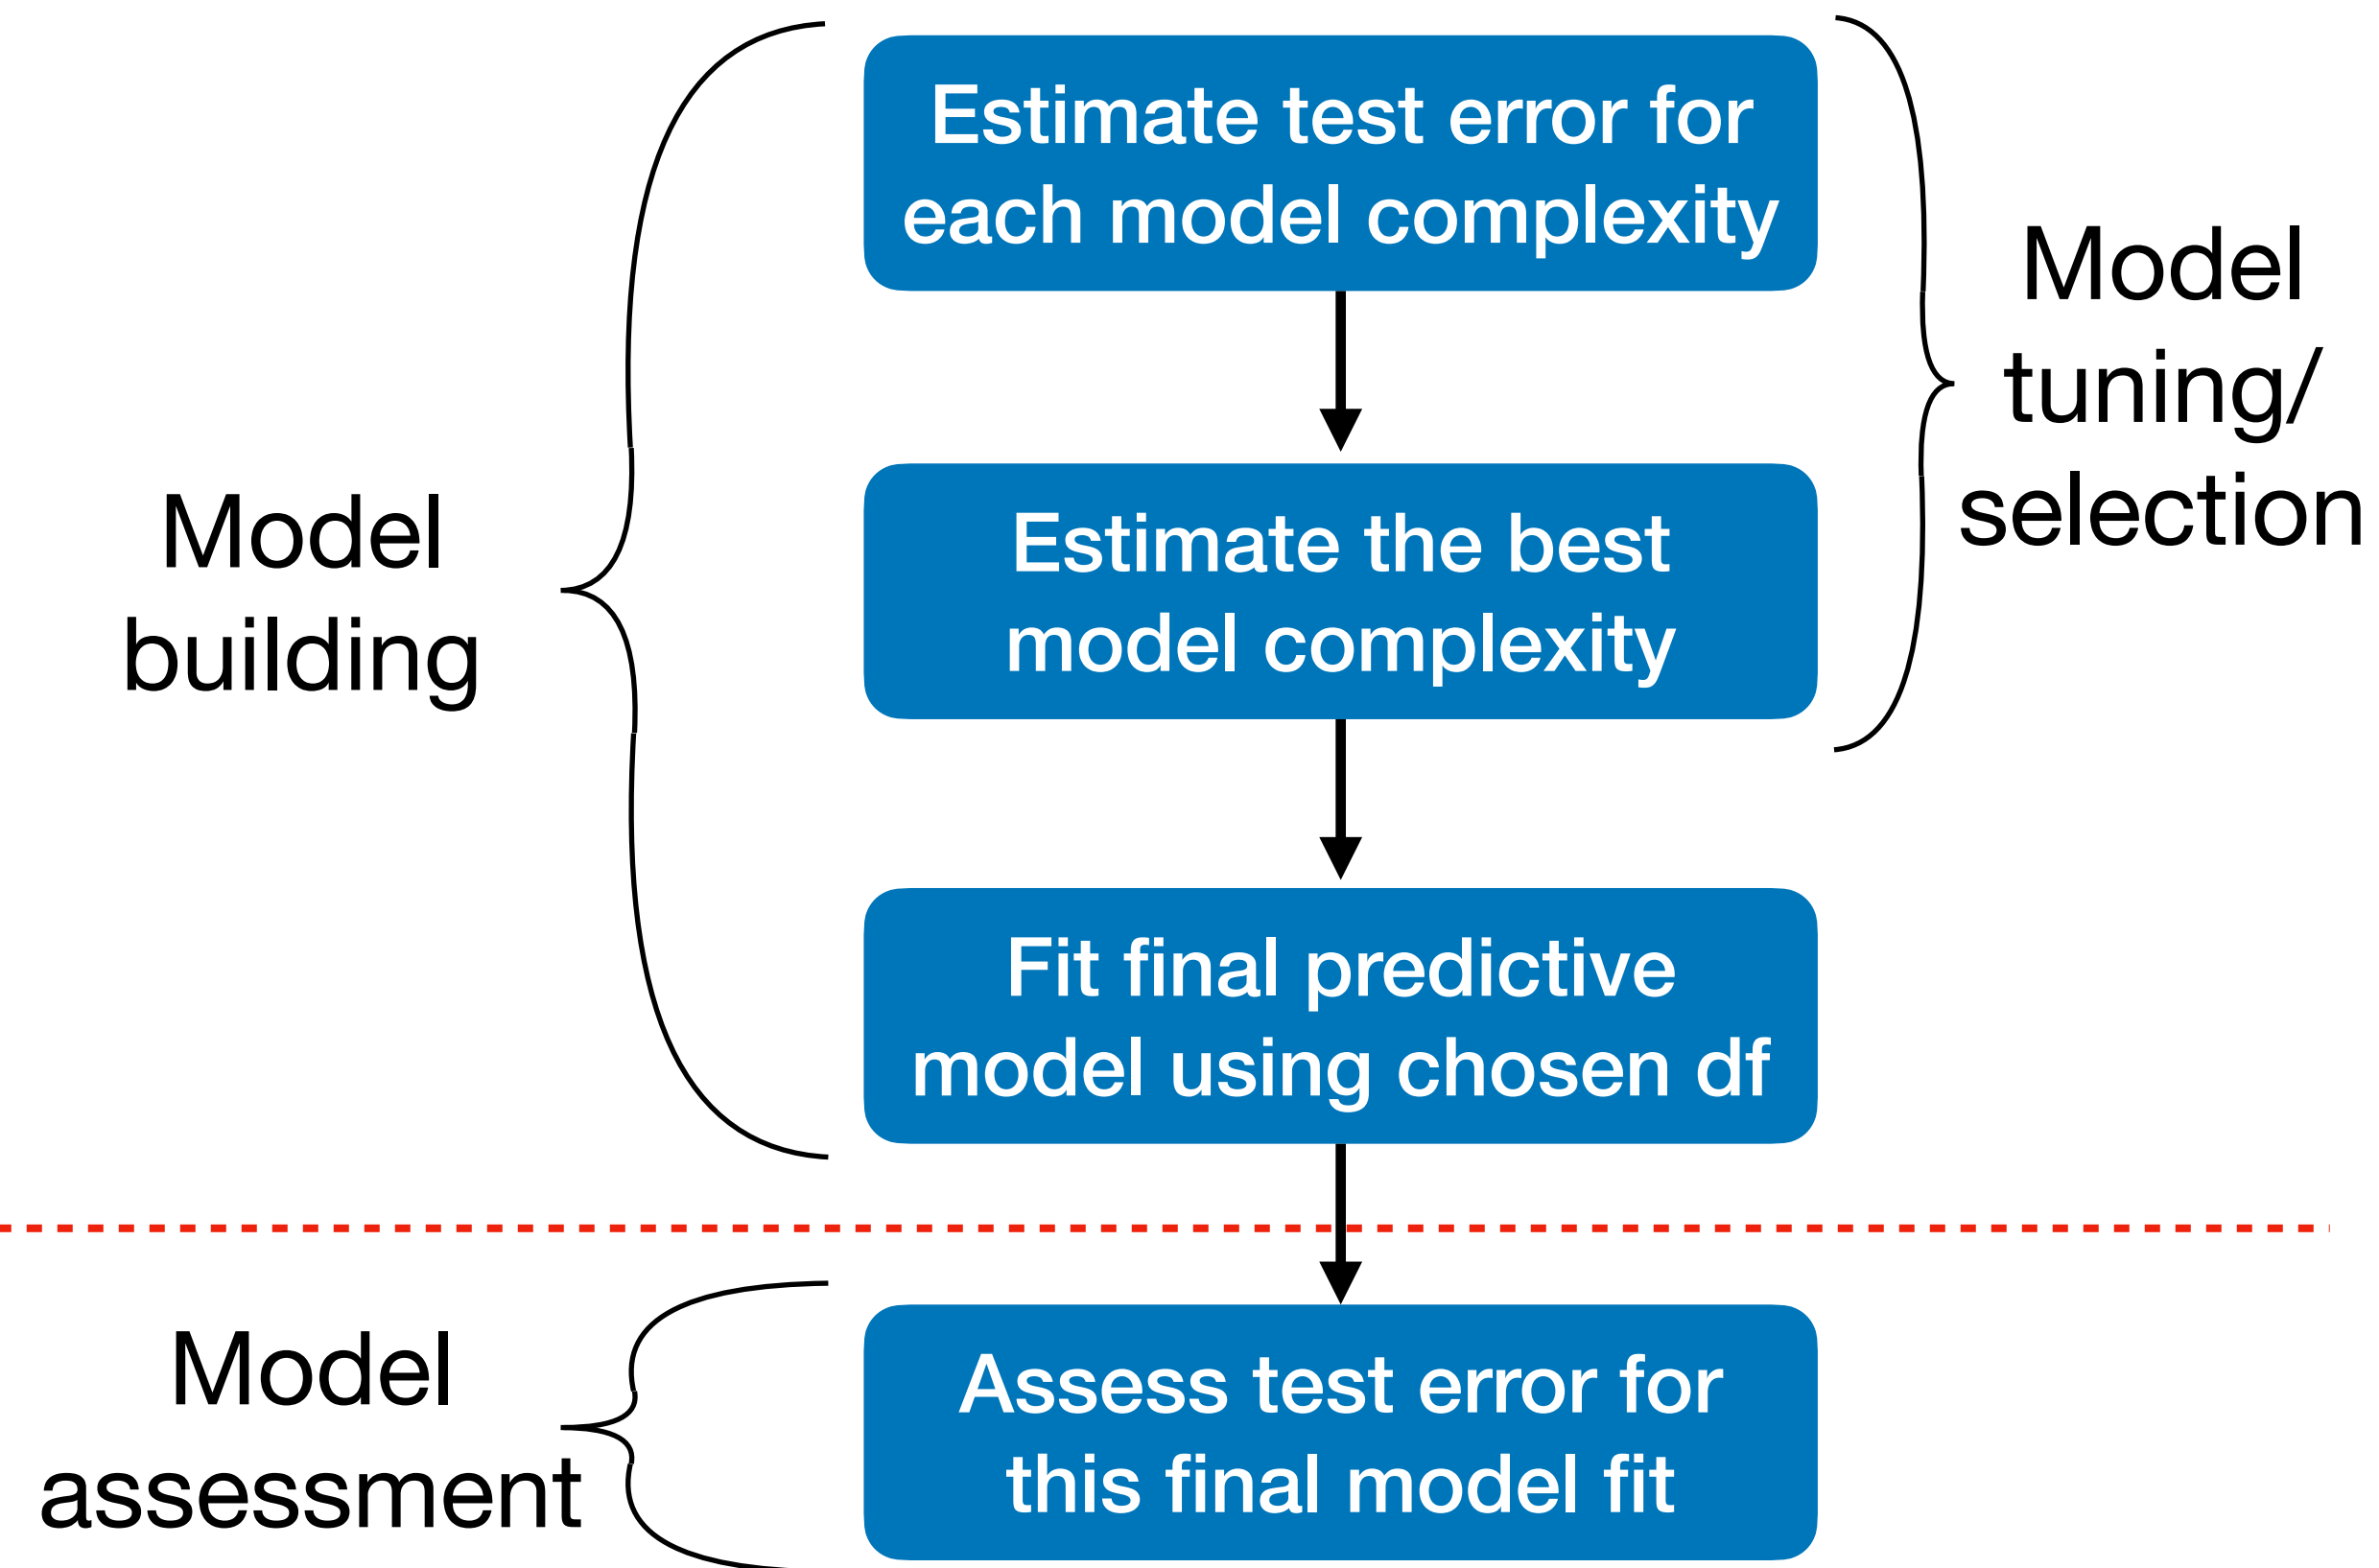 Estimate test error for
each model complexity
Model
tuning/
selection
Estimate the best
model complexity
Model
building
Fit final predictive
model using chosen df
Model
assessment
Assess test error for
this final model fit